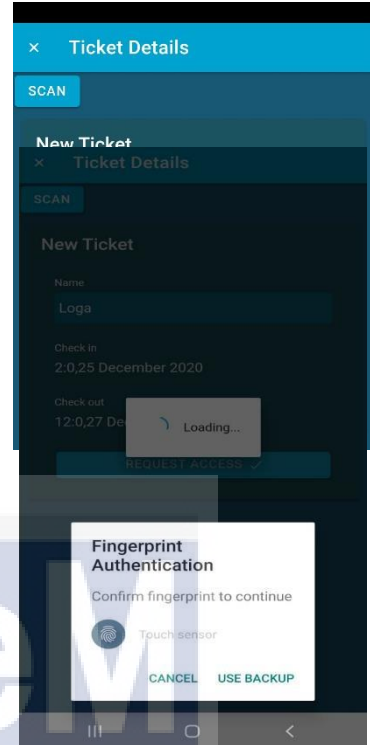 × Ticket Details
SCAN
New Ticket
× Ticket Details
SCAN
New Ticket
Name
Loga
Check in
2:0,25 December 2020
Check out
12:0,27 De
Loading...
REQUEST ACCESS ✓
Fingerprint
Authentication
Confirm fingerprint to continue
Touch sensor
CANCEL USE BACKUP